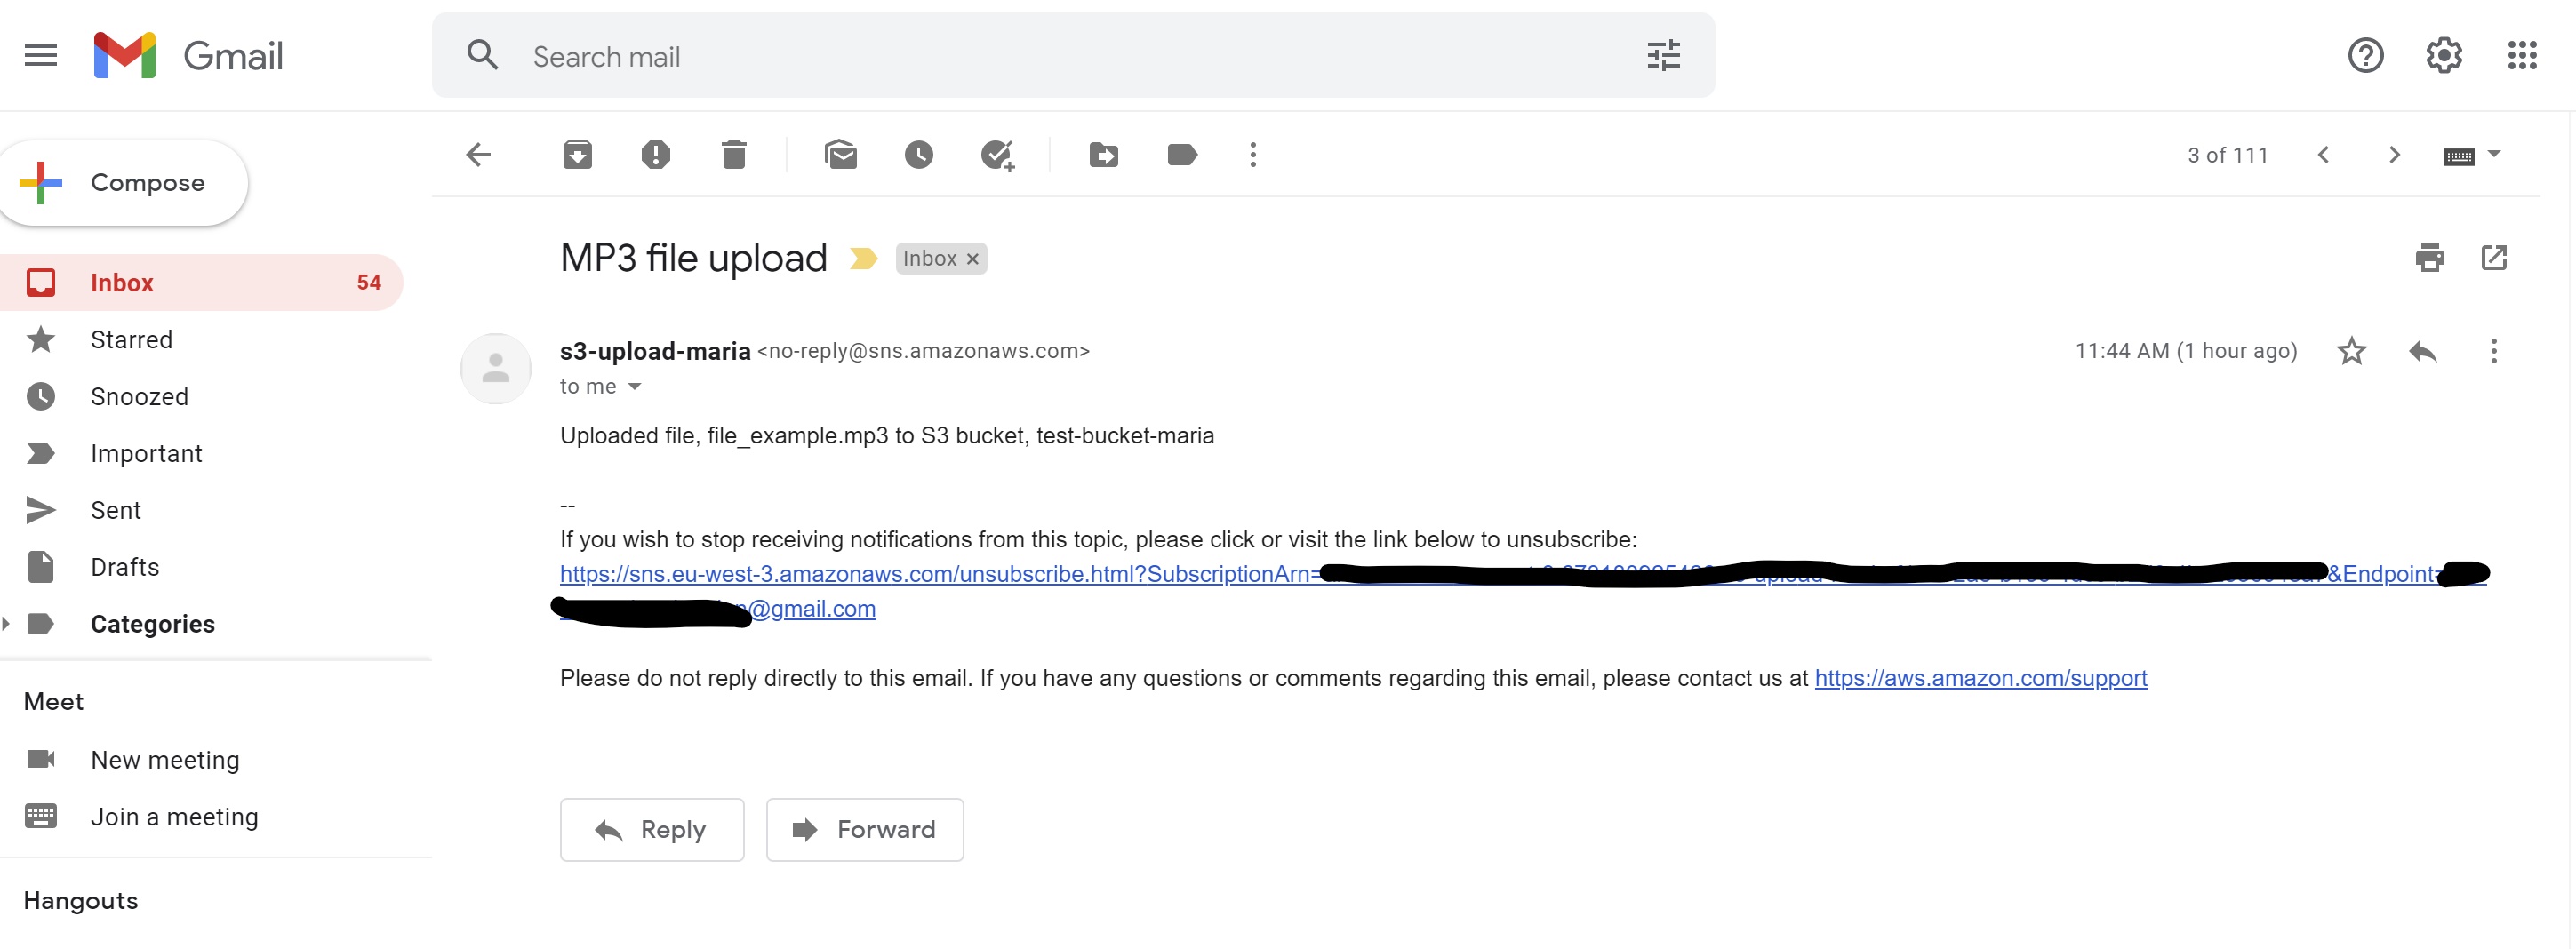 Gmail
Search mail
Compose
3 of 111
MP3 file upload
Inbox ×
Inbox 54
s3-upload-maria <no-reply@sns.amazonaws.com>
11:44 AM (1 hour ago)
to me
Starred
Snoozed
Important
Sent
Drafts
Categories
Uploaded file, file_example.mp3 to S3 bucket, test-bucket-maria
--
If you wish to stop receiving notifications from this topic, please click or visit the link below to unsubscribe:
https://sns.eu-west-3.amazonaws.com/unsubscribe.html?SubscriptionArn= &Endpoint=
@gmail.com
Please do not reply directly to this email. If you have any questions or comments regarding this email, please contact us at https://aws.amazon.com/support
Reply
Forward
Meet
New meeting
Join a meeting
Hangouts